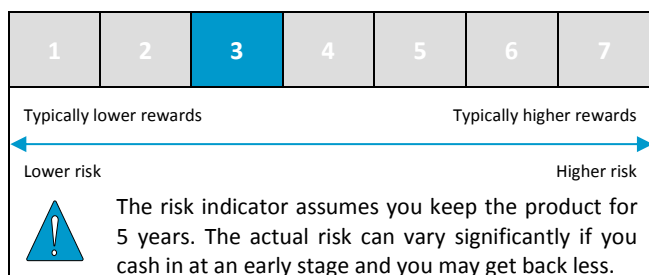 1 2 3 4 5 6 7
Typically lower rewards Typically higher rewards
Lower risk Higher risk
The risk indicator assumes you keep the product for
5 years. The actual risk can vary significantly if you
cash in at an early stage and you may get back less.